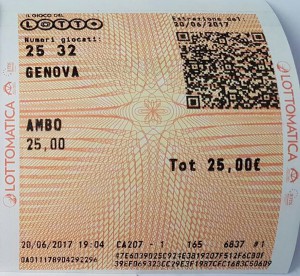 IL GIOCO DEL
LOTTO
Estrazione del
20/06/2017
Numeri giocati:
25 32
GENOVA
AMBO
25,00
Tot 25,00€
20/06/2017 19:04 CA207 - 1 165 6837 #1
LOTTOMATICA
LOTTOMATICA